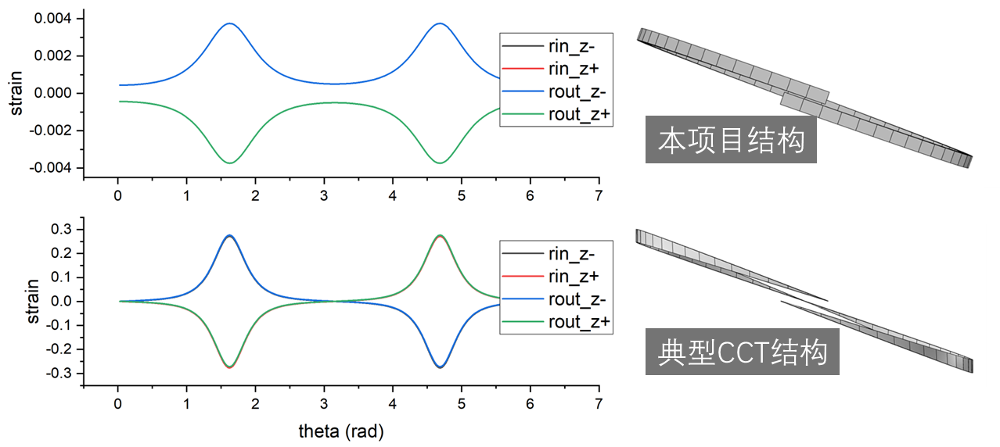 0.004
0.002
0.000
-0.002
-0.004
strain
0 1 2 3 4 5 6 7
rin_z-
rin_z+
rout_z-
rout_z+
本项目结构
0.3
0.2
0.1
0.0
-0.1
-0.2
-0.3
strain
0 1 2 3 4 5 6 7
theta (rad)
rin_z-
rin_z+
rout_z-
rout_z+
典型CCT结构